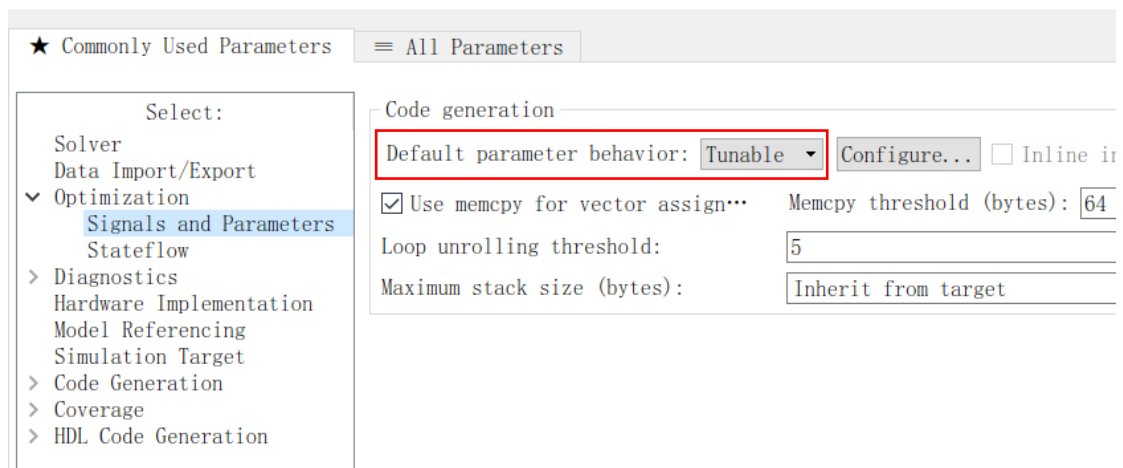 ★ Commonly Used Parameters
≡ All Parameters
Select:
Solver
Data Import/Export
Optimization
Signals and Parameters
Stateflow
Diagnostics
Hardware Implementation
Model Referencing
Simulation Target
Code Generation
Coverage
HDL Code Generation
Code generation
Default parameter behavior: Tunable Configure... Inline
Use memcpy for vector assign··· Memcpy threshold (bytes): 64
Loop unrolling threshold: 5
Maximum stack size (bytes): Inherit from target